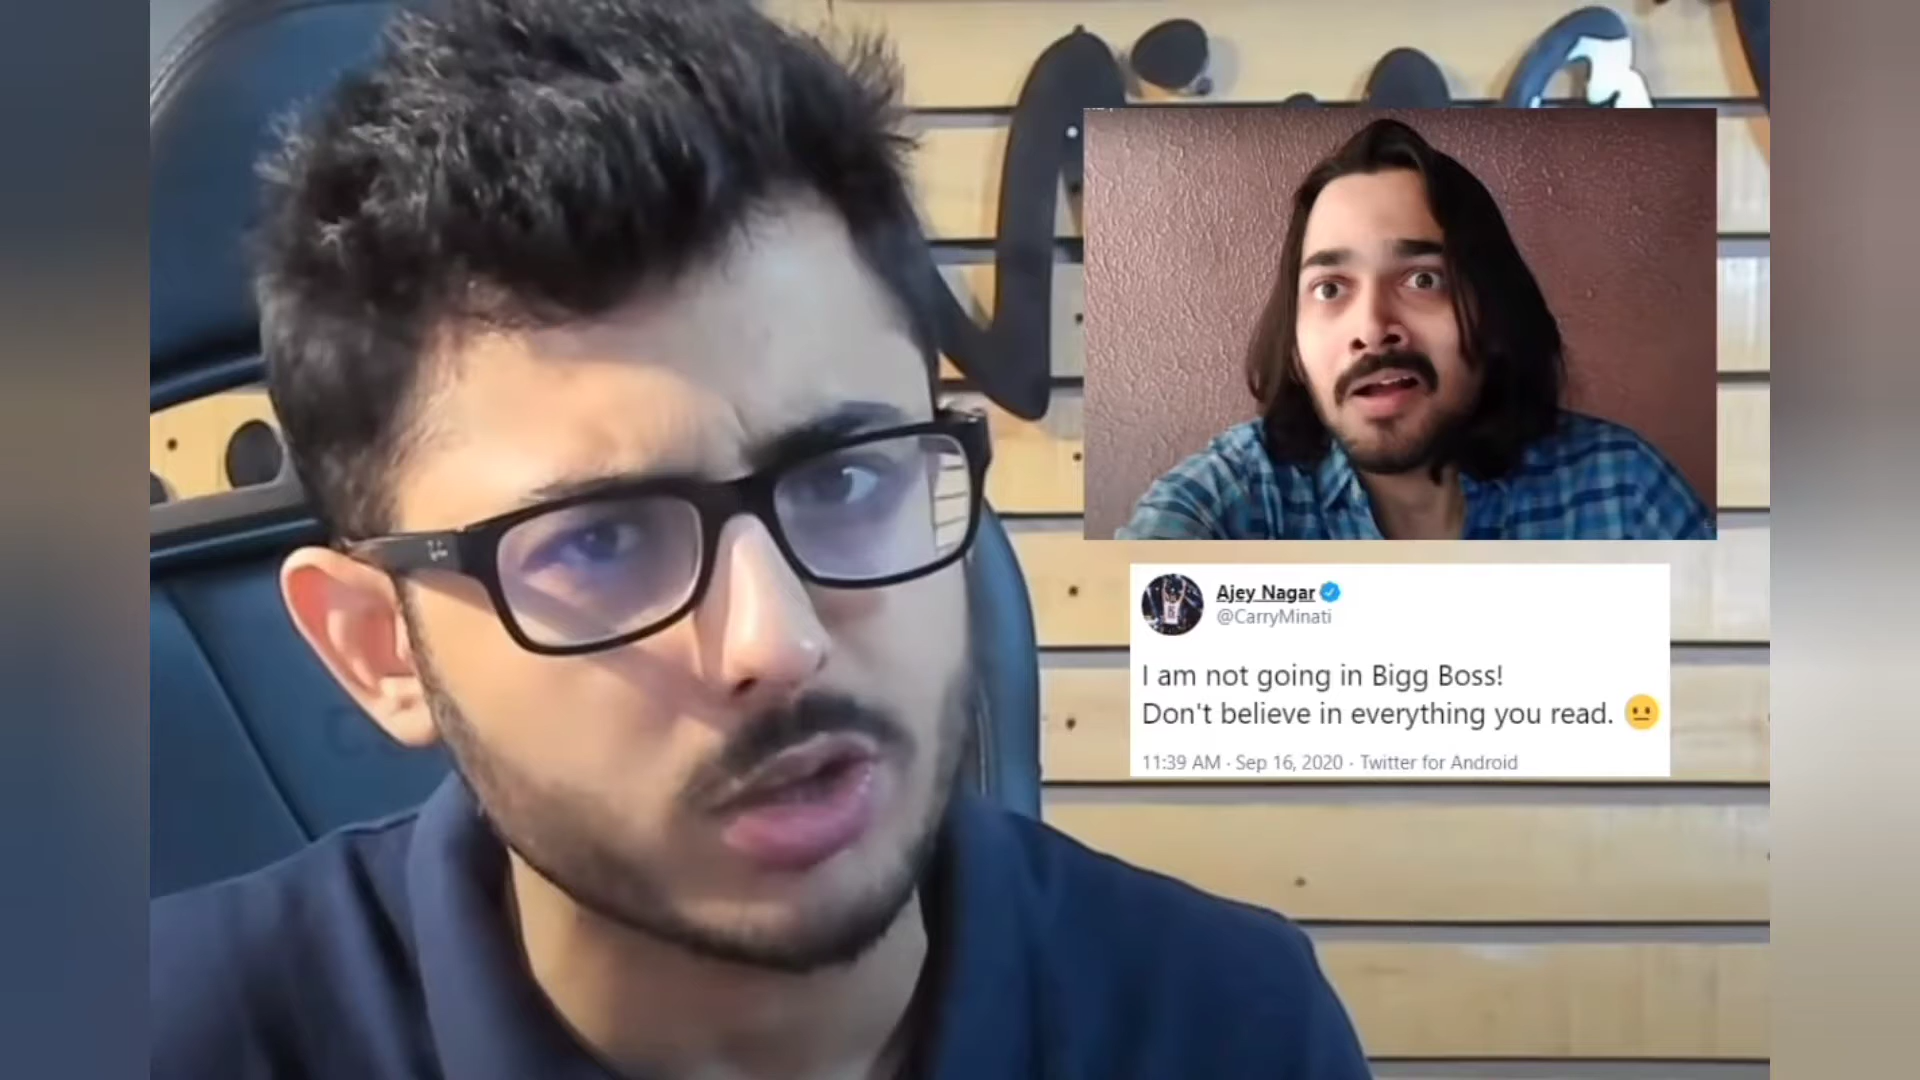 Ajey Nagar
@CarryMinati
I am not going in Bigg Boss!
Don't believe in everything you read. 😐
11:39 AM · Sep 16, 2020 · Twitter for Android